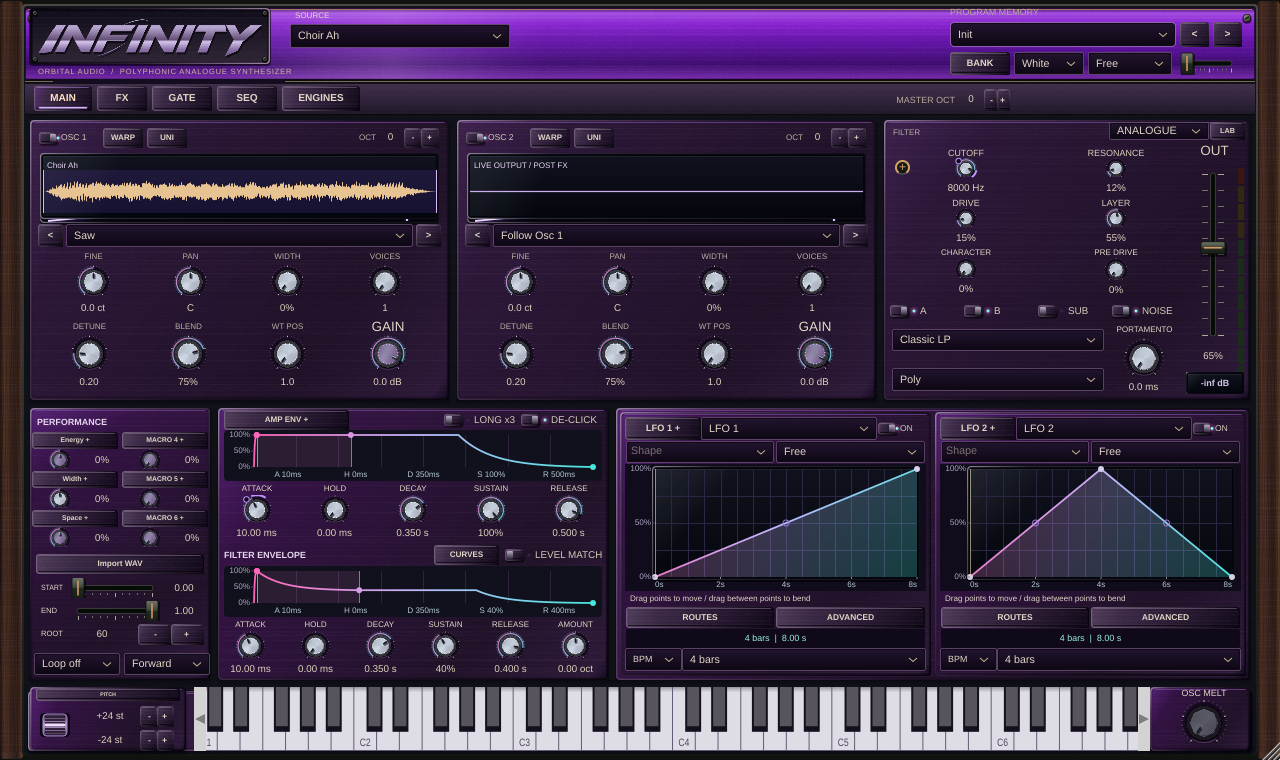 INFINITY
ORBITAL AUDIO / POLYPHONIC ANALOGUE SYNTHESIZER
SOURCE
Choir Ah
PROGRAM MEMORY
Init
< >
BANK White Free
MAIN FX GATE SEQ ENGINES
MASTER OCT 0 - +
OSC 1 WARP UNI OCT 0 - +
Choir Ah
< Saw >
FINE PAN WIDTH VOICES
0.0 ct C 0% 1
DETUNE BLEND WT POS GAIN
0.20 75% 1.0 0.0 dB
OSC 2 WARP UNI OCT 0 - +
LIVE OUTPUT / POST FX
< Follow Osc 1 >
FINE PAN WIDTH VOICES
0.0 ct C 0% 1
DETUNE BLEND WT POS GAIN
0.20 75% 1.0 0.0 dB
FILTER ANALOGUE LAB
CUTOFF RESONANCE OUT
8000 Hz 12%
DRIVE LAYER
15% 55%
CHARACTER PRE DRIVE
0% 0%
A B SUB NOISE
Classic LP PORTAMENTO
65%
Poly 0.0 ms -inf dB
PERFORMANCE
Energy + MACRO 4 +
0% 0%
Width + MACRO 5 +
0% 0%
Space + MACRO 6 +
0% 0%
Import WAV
START 0.00
END 1.00
ROOT 60 - +
Loop off Forward
AMP ENV + LONG x3 DE-CLICK
100%
50%
0%
A 10ms H 0ms D 350ms S 100% R 500ms
ATTACK HOLD DECAY SUSTAIN RELEASE
10.00 ms 0.00 ms 0.350 s 100% 0.500 s
FILTER ENVELOPE CURVES LEVEL MATCH
100%
50%
0%
A 10ms H 0ms D 350ms S 40% R 400ms
ATTACK HOLD DECAY SUSTAIN RELEASE AMOUNT
10.00 ms 0.00 ms 0.350 s 40% 0.400 s 0.00 oct
LFO 1 + LFO 1 ON
Shape Free
100%
50%
0%
0s 2s 4s 6s 8s
Drag points to move / drag between points to bend
ROUTES ADVANCED
4 bars | 8.00 s
BPM 4 bars
LFO 2 + LFO 2 ON
Shape Free
100%
50%
0%
0s 2s 4s 6s 8s
Drag points to move / drag between points to bend
ROUTES ADVANCED
4 bars | 8.00 s
BPM 4 bars
PITCH
+24 st - +
-24 st - +
1 C2 C3 C4 C5 C6
OSC MELT